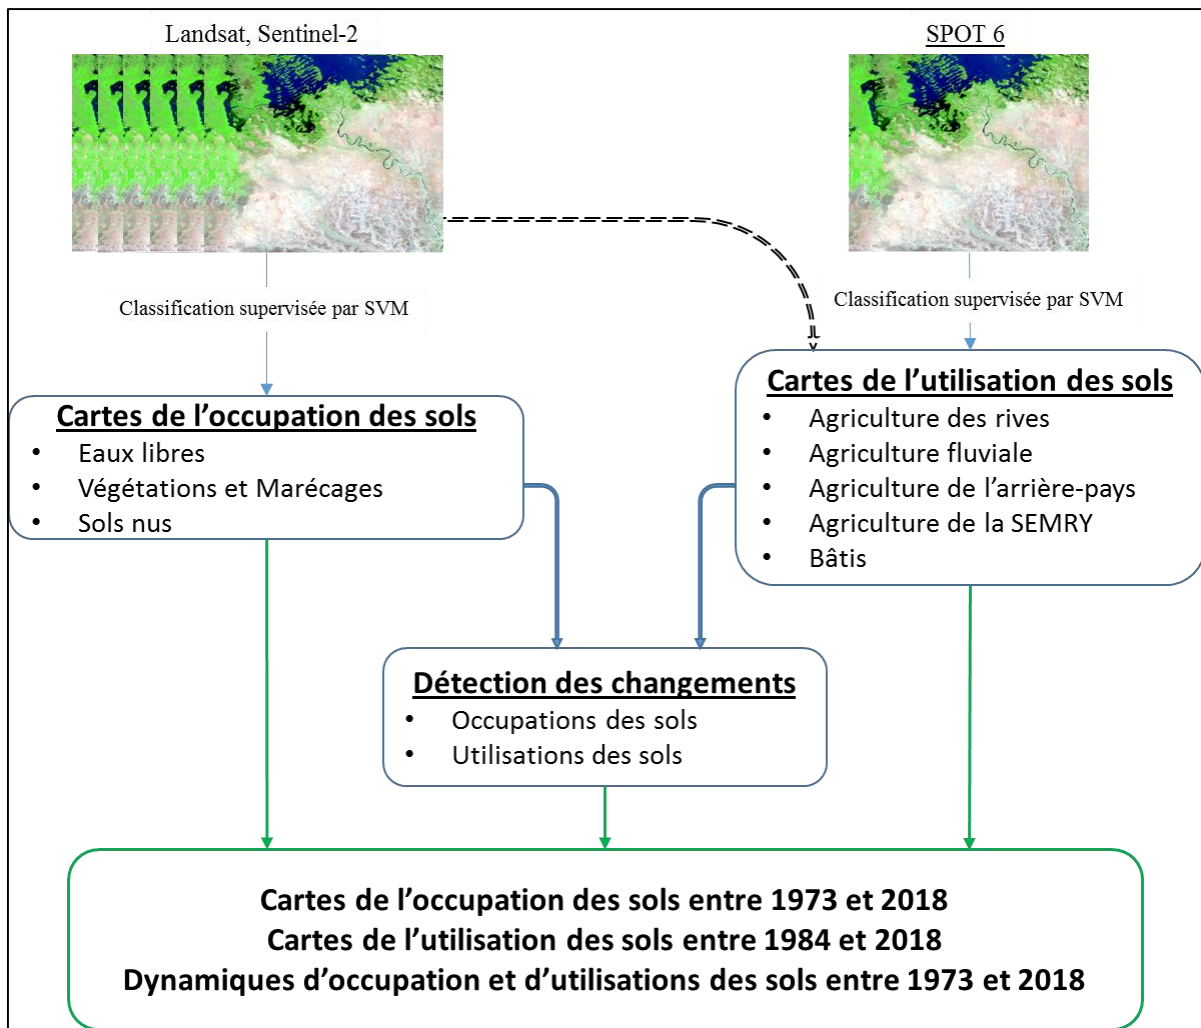 Landsat, Sentinel-2
SPOT 6
Classification supervisée par SVM
Classification supervisée par SVM
Cartes de l’occupation des sols
• Eaux libres
• Végétations et Marécages
• Sols nus
Cartes de l’utilisation des sols
• Agriculture des rives
• Agriculture fluviale
• Agriculture de l’arrière-pays
• Agriculture de la SEMRY
• Bâtis
Détection des changements
• Occupations des sols
• Utilisations des sols
Cartes de l’occupation des sols entre 1973 et 2018
Cartes de l’utilisation des sols entre 1984 et 2018
Dynamiques d’occupation et d’utilisations des sols entre 1973 et 2018